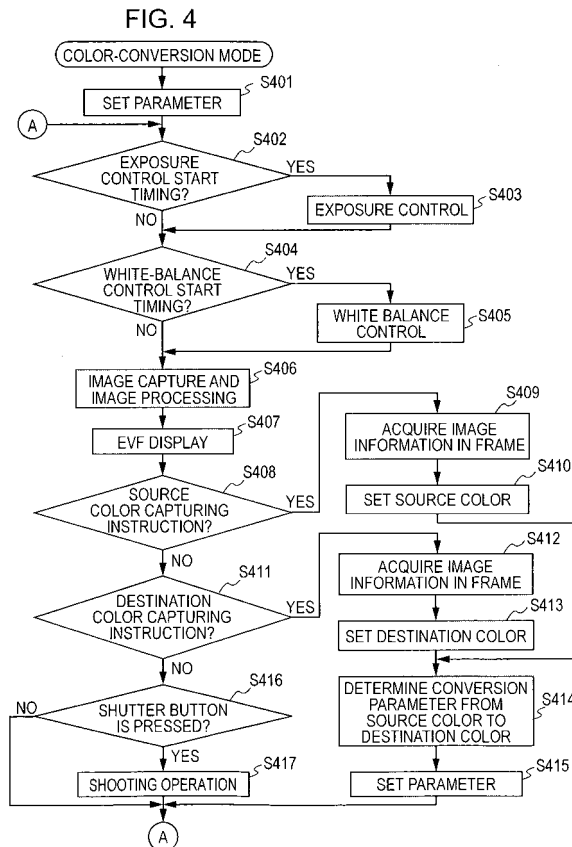 FIG. 4
COLOR-CONVERSION MODE
S401
SET PARAMETER
A
S402
EXPOSURE
CONTROL START
TIMING?
YES
S403
EXPOSURE CONTROL
NO
S404
WHITE-BALANCE
CONTROL START
TIMING?
YES
S405
WHITE BALANCE
CONTROL
NO
S406
IMAGE CAPTURE AND
IMAGE PROCESSING
S407
EVF DISPLAY
S408
SOURCE
COLOR CAPTURING
INSTRUCTION?
YES
S409
ACQUIRE IMAGE
INFORMATION IN FRAME
S410
SET SOURCE COLOR
NO
S411
DESTINATION
COLOR CAPTURING
INSTRUCTION?
YES
S412
ACQUIRE IMAGE
INFORMATION IN FRAME
S413
SET DESTINATION COLOR
NO
S414
DETERMINE CONVERSION
PARAMETER FROM
SOURCE COLOR TO
DESTINATION COLOR
S415
SET PARAMETER
S416
SHUTTER BUTTON
IS PRESSED?
NO
YES
S417
SHOOTING OPERATION
A